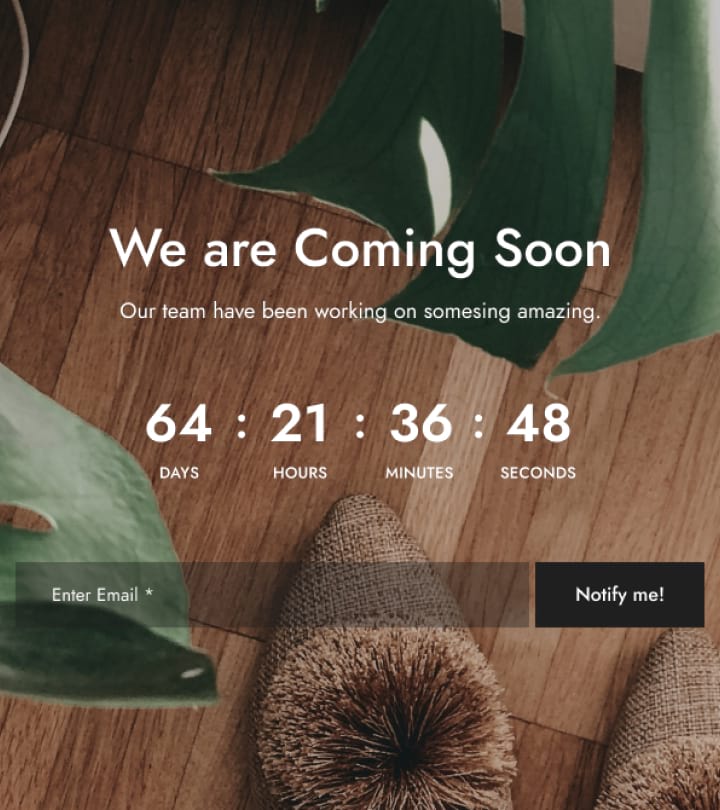 We are Coming Soon
Our team have been working on somesing amazing.
64 : 21 : 36 : 48
DAYS HOURS MINUTES SECONDS
Enter Email * Notify me!